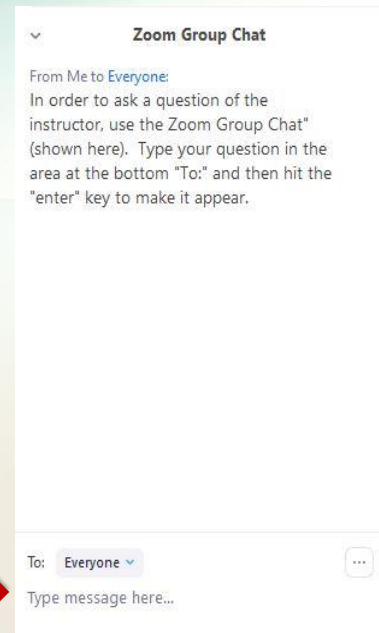 Zoom Group Chat
From Me to Everyone:
In order to ask a question of the
instructor, use the Zoom Group Chat"
(shown here).  Type your question in the
area at the bottom "To:" and then hit the
"enter" key to make it appear.
To: Everyone
Type message here...